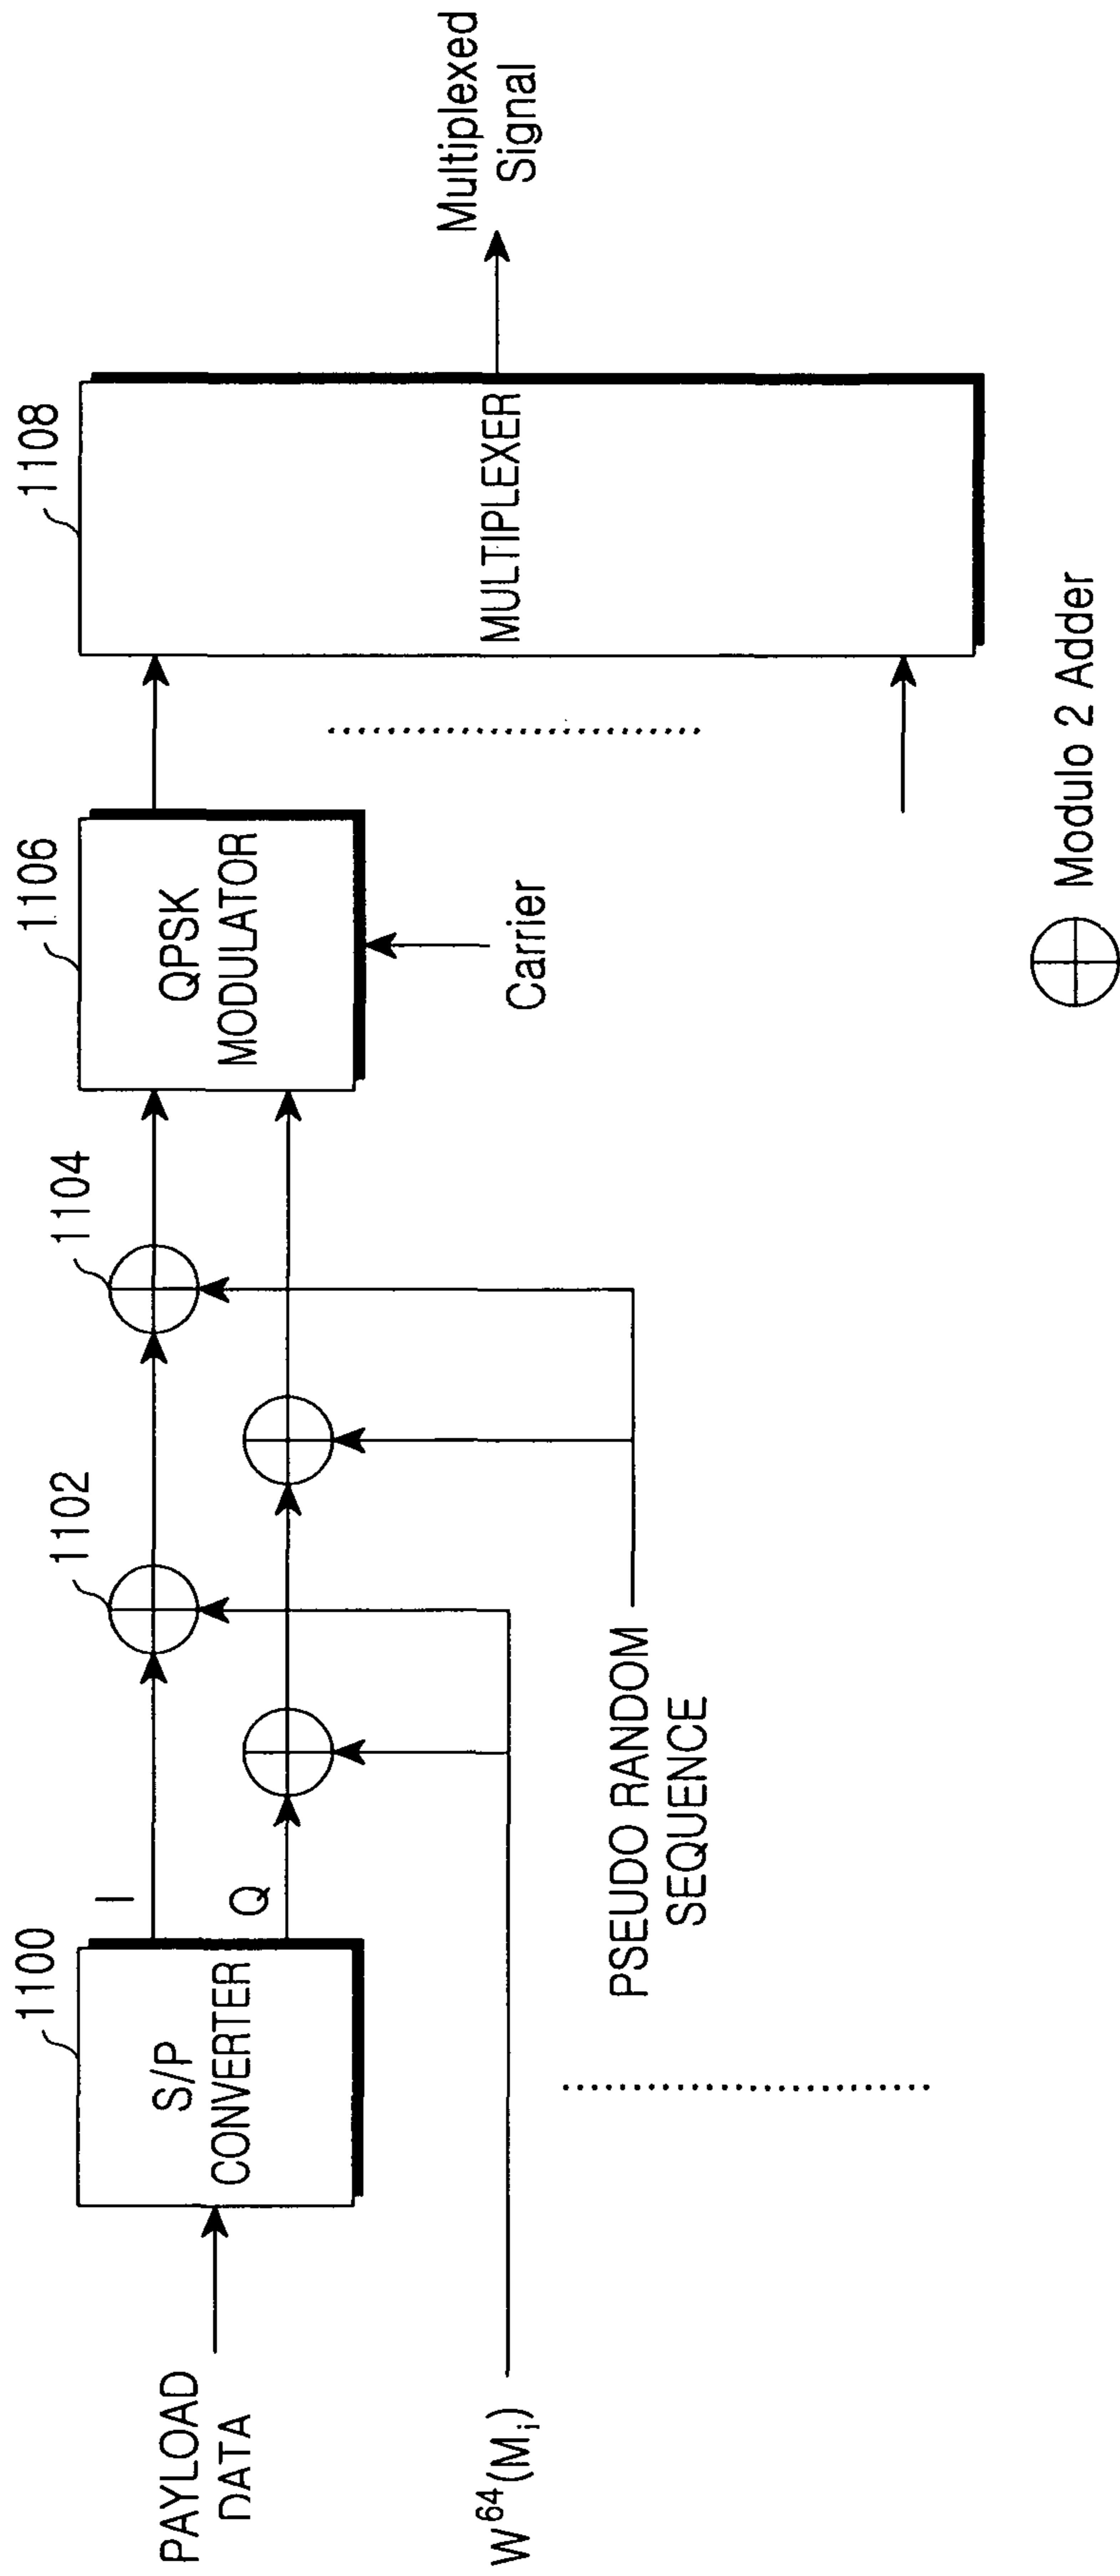 PAYLOAD
DATA
1100
S/P
CONVERTER
I
Q
1102
1104
1106
QPSK
MODULATOR
Carrier
1108
MULTIPLEXER
Multiplexed
Signal
W⁶⁴(Mᵢ)
PSEUDO RANDOM
SEQUENCE
Modulo 2 Adder